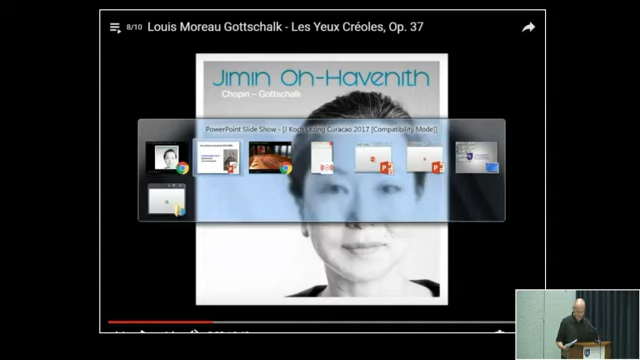 8/10 Louis Moreau Gottschalk - Les Yeux Créoles, Op. 37
Jimin Oh-Havenith
Chopin – Gottschalk
PowerPoint Slide Show - [J Koch Lezing Curacao 2017 [Compatibility Mode]]